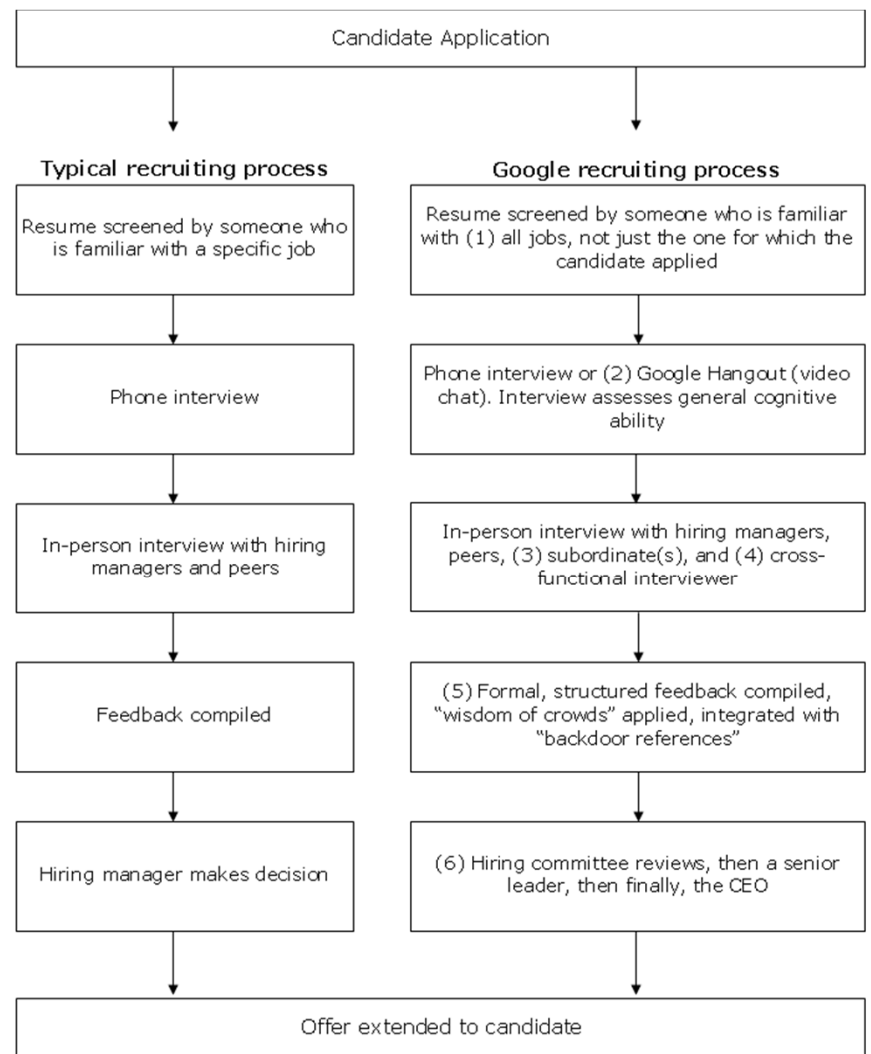 Candidate Application
Typical recruiting process
Resume screened by someone who
is familiar with a specific job
Phone interview
In-person interview with hiring
managers and peers
Feedback compiled
Hiring manager makes decision
Google recruiting process
Resume screened by someone who is familiar
with (1) all jobs, not just the one for which the
candidate applied
Phone interview or (2) Google Hangout (video
chat). Interview assesses general cognitive
ability
In-person interview with hiring managers,
peers, (3) subordinate(s), and (4) cross-
functional interviewer
(5) Formal, structured feedback compiled,
“wisdom of crowds” applied, integrated with
“backdoor references”
(6) Hiring committee reviews, then a senior
leader, then finally, the CEO
Offer extended to candidate